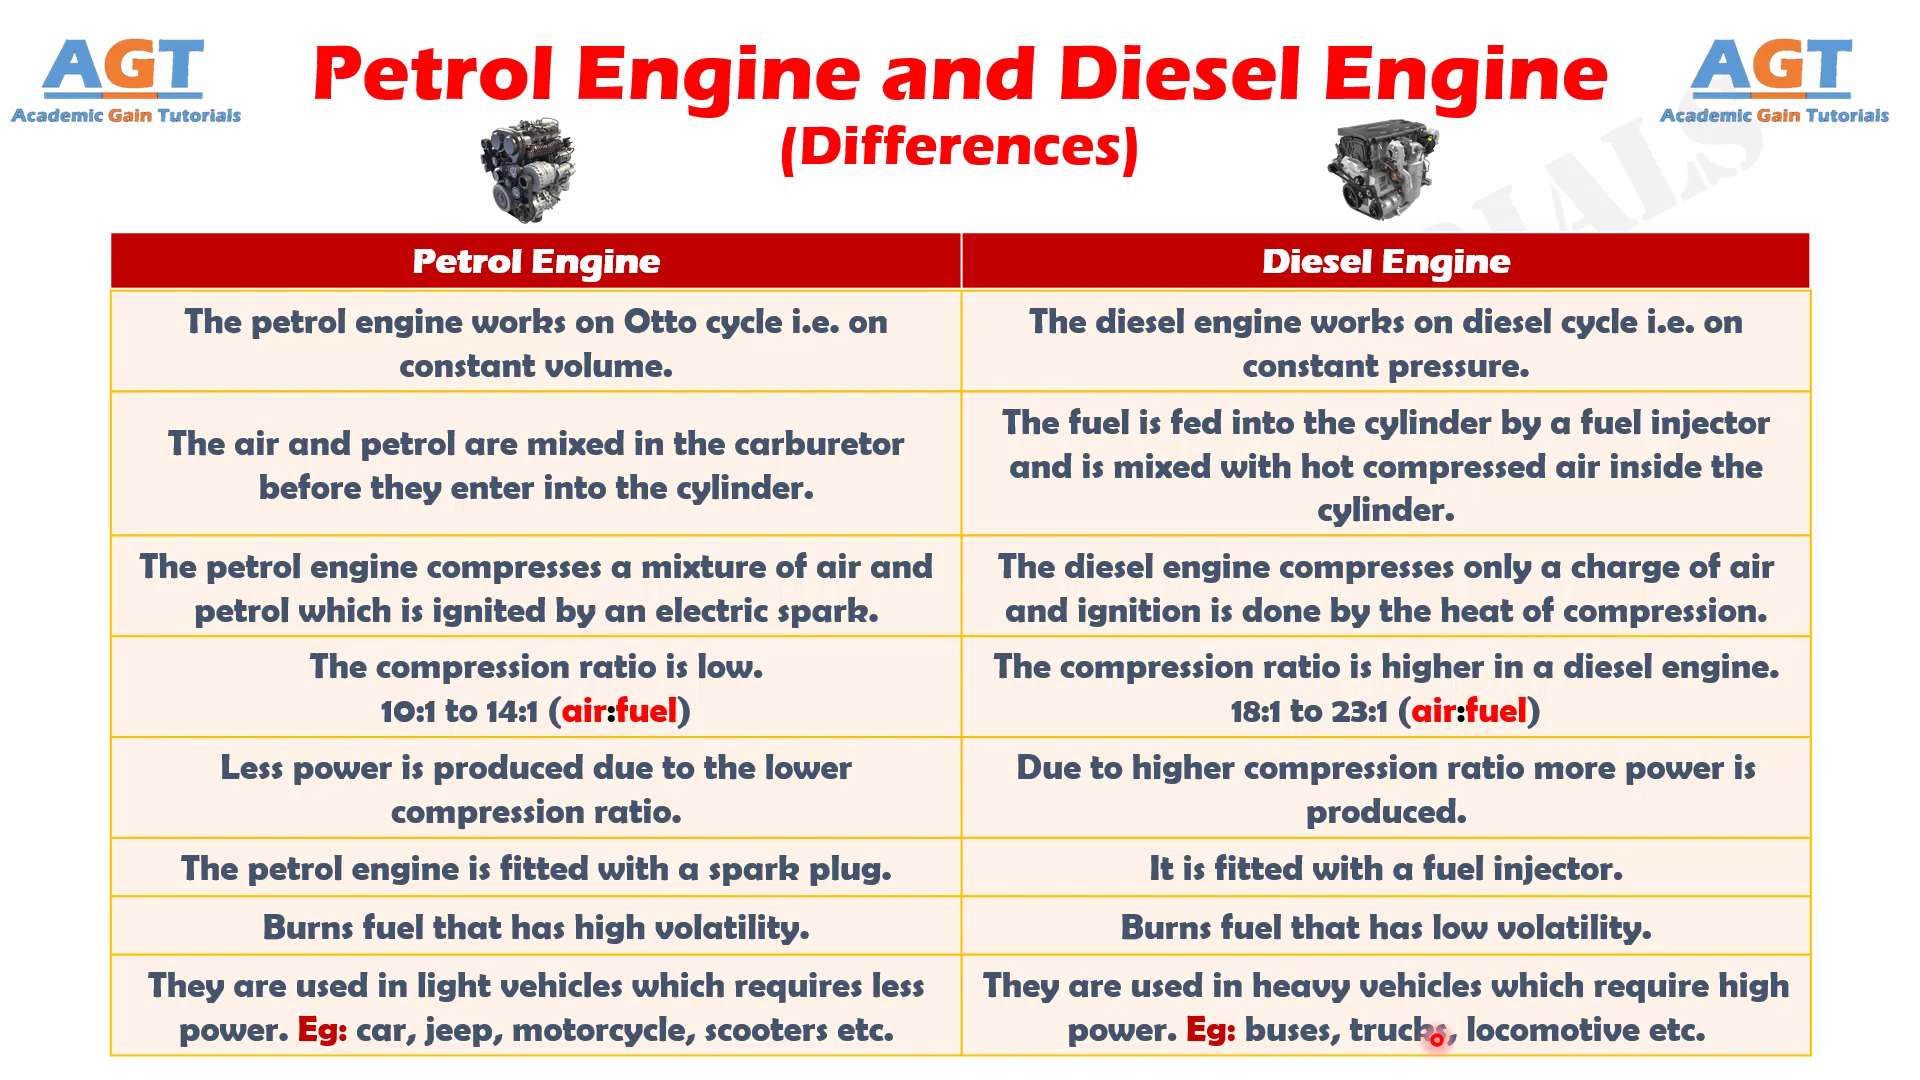 AGT
Academic Gain Tutorials
Petrol Engine and Diesel Engine
(Differences)
AGT
Academic Gain Tutorials
Petrol Engine
Diesel Engine
The petrol engine works on Otto cycle i.e. on
constant volume.
The diesel engine works on diesel cycle i.e. on
constant pressure.
The air and petrol are mixed in the carburetor
before they enter into the cylinder.
The fuel is fed into the cylinder by a fuel injector
and is mixed with hot compressed air inside the
cylinder.
The petrol engine compresses a mixture of air and
petrol which is ignited by an electric spark.
The diesel engine compresses only a charge of air
and ignition is done by the heat of compression.
The compression ratio is low.
10:1 to 14:1 (air:fuel)
The compression ratio is higher in a diesel engine.
18:1 to 23:1 (air:fuel)
Less power is produced due to the lower
compression ratio.
Due to higher compression ratio more power is
produced.
The petrol engine is fitted with a spark plug.
It is fitted with a fuel injector.
Burns fuel that has high volatility.
Burns fuel that has low volatility.
They are used in light vehicles which requires less
power. Eg: car, jeep, motorcycle, scooters etc.
They are used in heavy vehicles which require high
power. Eg: buses, trucks, locomotive etc.